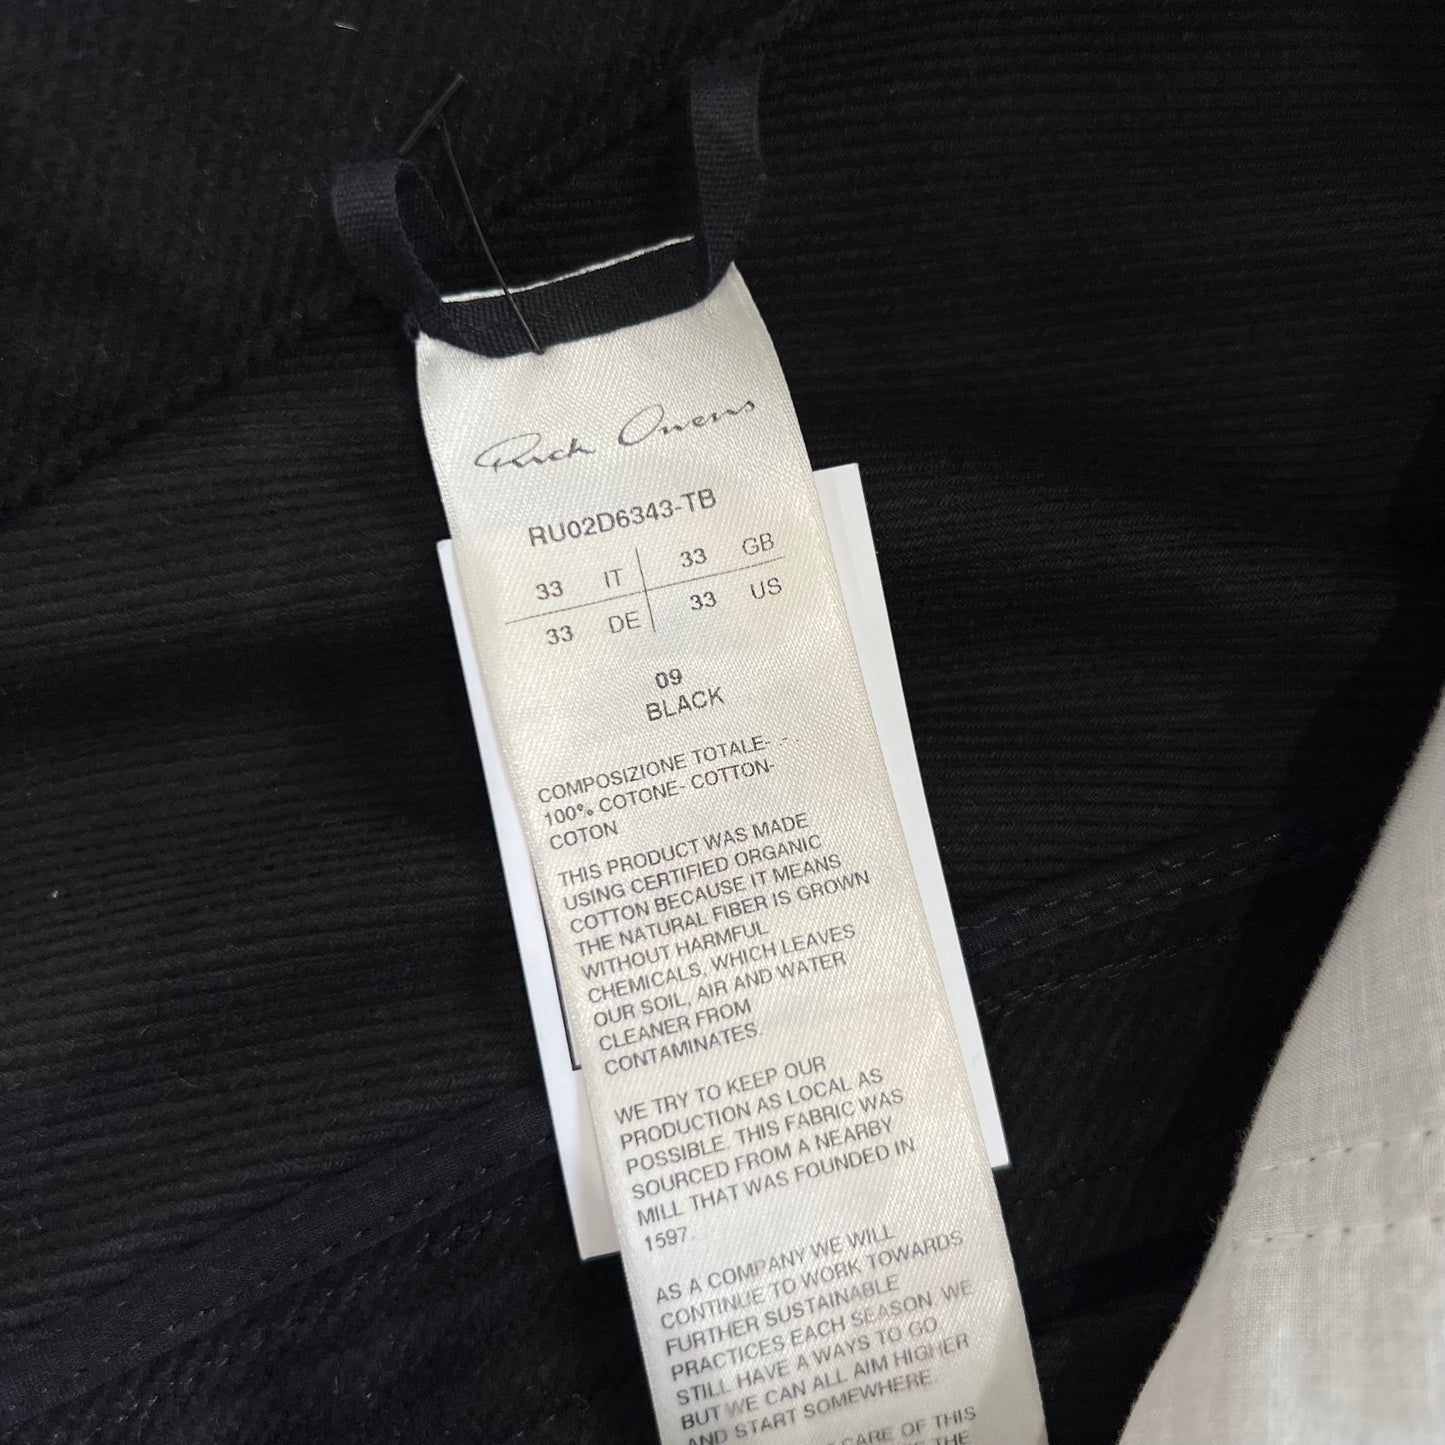 Rick Owens
RU02D6343-TB
33 IT 33 GB
33 DE 33 US
09
BLACK
COMPOSIZIONE TOTALE- - .
100% COTONE- COTTON-
COTON
THIS PRODUCT WAS MADE
USING CERTIFIED ORGANIC
COTTON BECAUSE IT MEANS
THE NATURAL FIBER IS GROWN
WITHOUT HARMFUL
CHEMICALS, WHICH LEAVES
OUR SOIL, AIR AND WATER
CLEANER FROM
CONTAMINATES.
WE TRY TO KEEP OUR
PRODUCTION AS LOCAL AS
POSSIBLE. THIS FABRIC WAS
SOURCED FROM A NEARBY
MILL THAT WAS FOUNDED IN
1597.
AS A COMPANY WE WILL
CONTINUE TO WORK TOWARDS
FURTHER SUSTAINABLE
PRACTICES EACH SEASON. WE
STILL HAVE A WAYS TO GO
BUT WE CAN ALL AIM HIGHER
AND START SOMEWHERE.
CARE OF THIS
THE